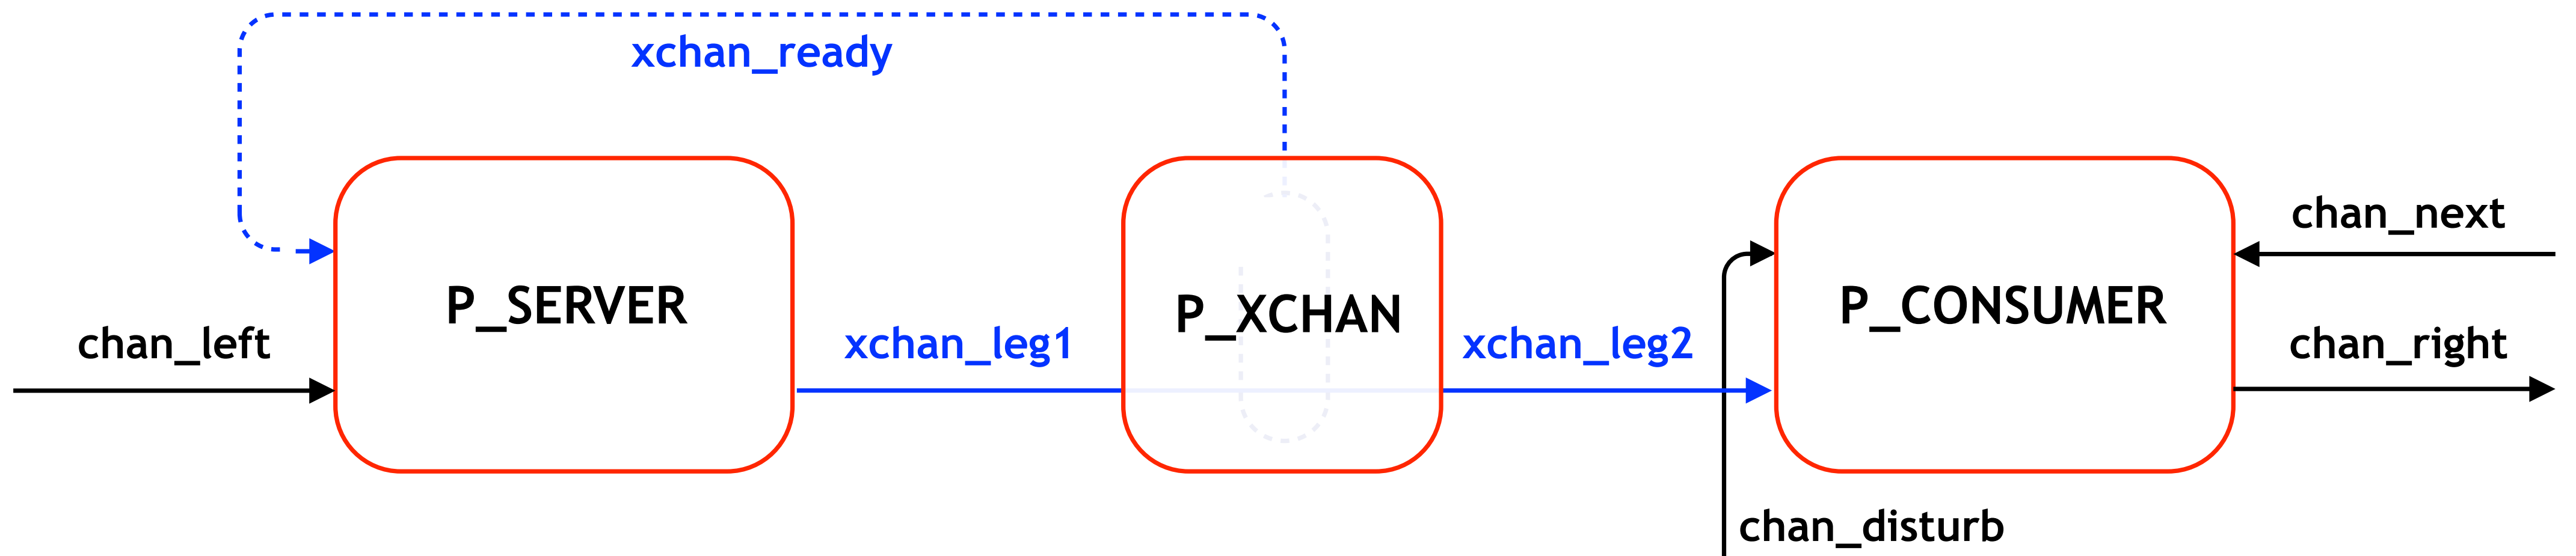 xchan_ready
chan_next
P_SERVER
P_XCHAN
P_CONSUMER
chan_left
xchan_leg1
xchan_leg2
chan_right
chan_disturb